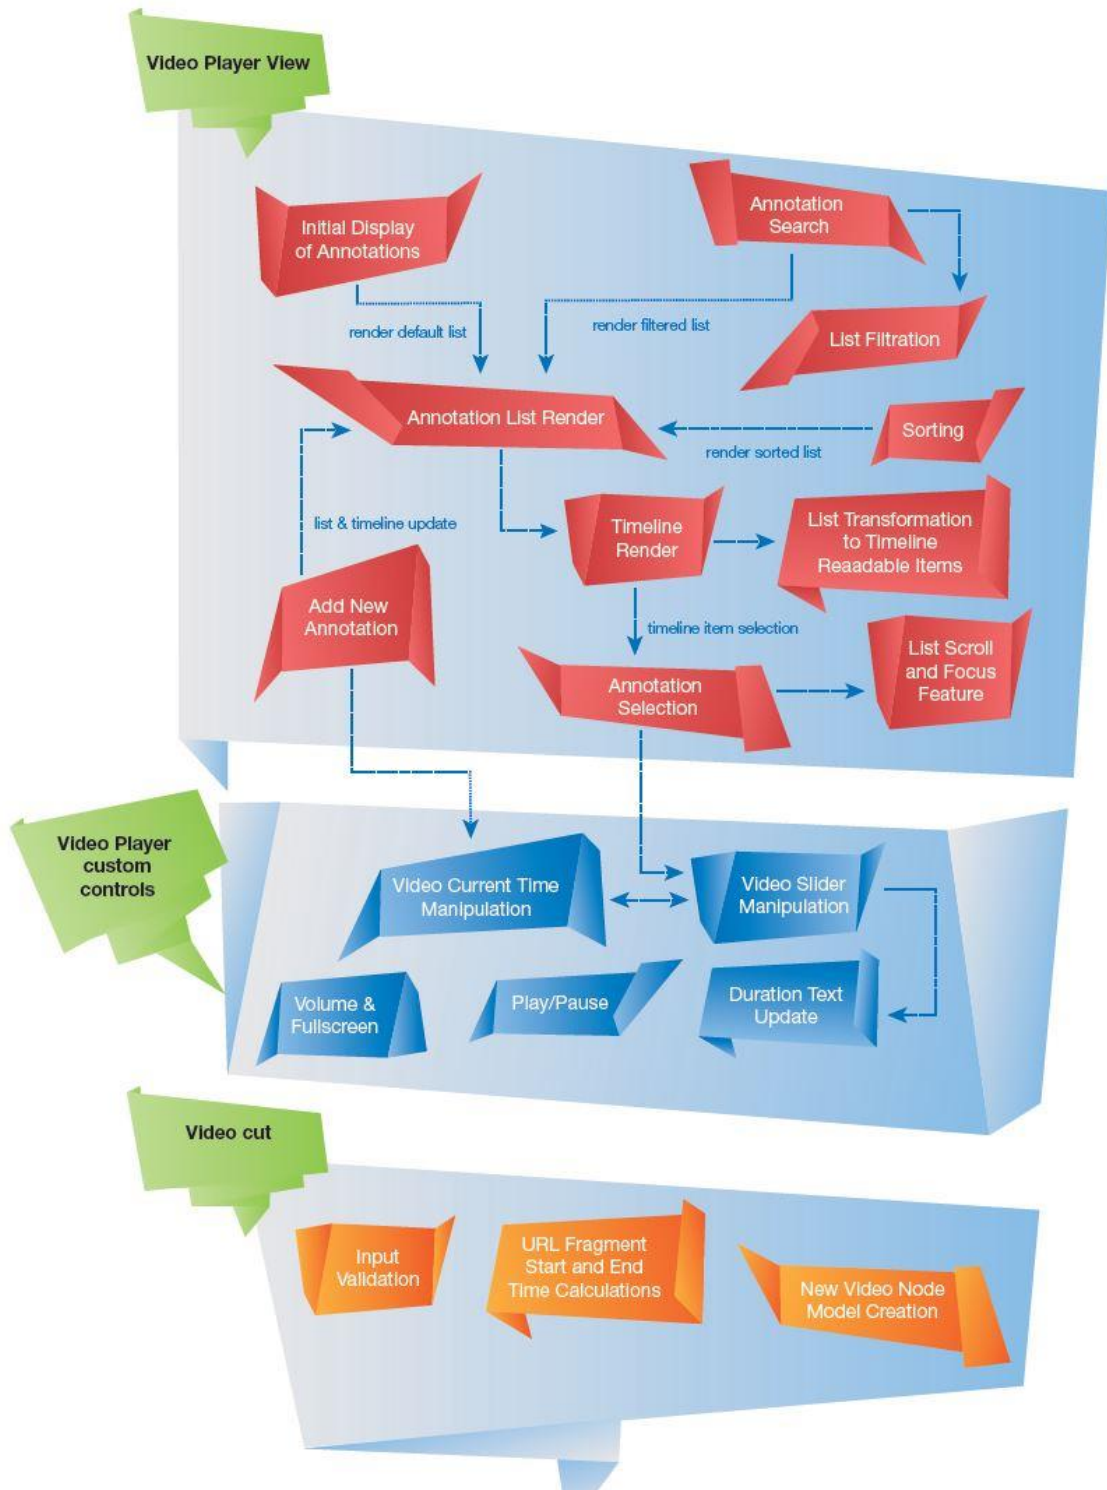 Video Player View
Initial Display
of Annotations
Annotation
Search
render default list
render filtered list
List Filtration
Annotation List Render
Sorting
render sorted list
list & timeline update
Timeline
Render
List Transformation
to Timeline
Reaadable Items
Add New
Annotation
timeline item selection
List Scroll
and Focus
Feature
Annotation
Selection
Video Player
custom
controls
Video Current Time
Manipulation
Video Slider
Manipulation
Volume &
Fullscreen
Play/Pause
Duration Text
Update
Video cut
Input
Validation
URL Fragment
Start and End
Time Calculations
New Video Node
Model Creation